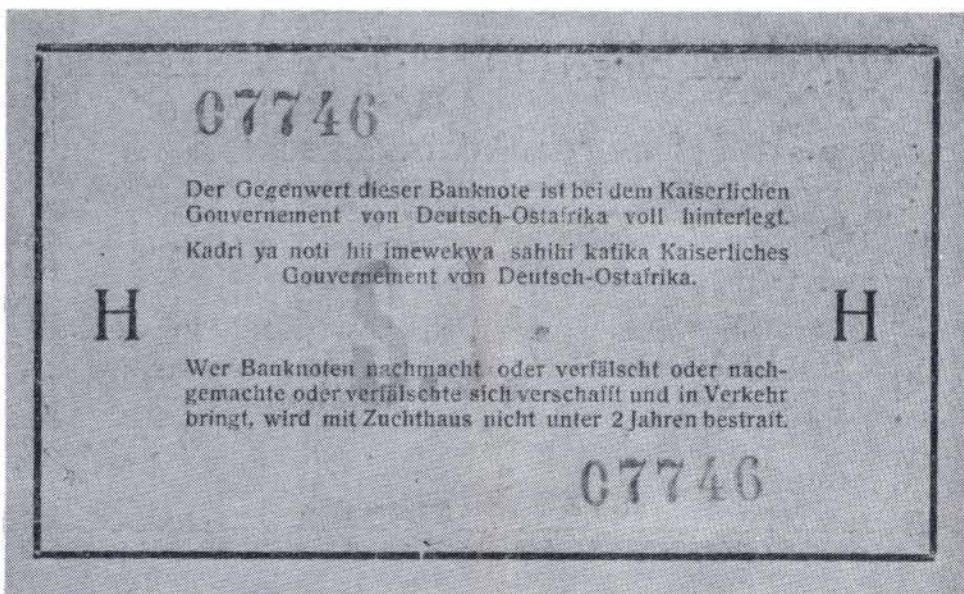 07746
Der Gegenwert dieser Banknote ist bei dem Kaiserlichen
Gouvernement von Deutsch-Ostafrika voll hinterlegt.
Kadri ya noti hii imewekwa sahihi katika Kaiserliches
Gouvernement von Deutsch-Ostafrika.
H H
Wer Banknoten nachmacht oder verfälscht oder nach-
gemachte oder verfälschte sich verschafft und in Verkehr
bringt, wird mit Zuchthaus nicht unter 2 Jahren bestraft.
07746